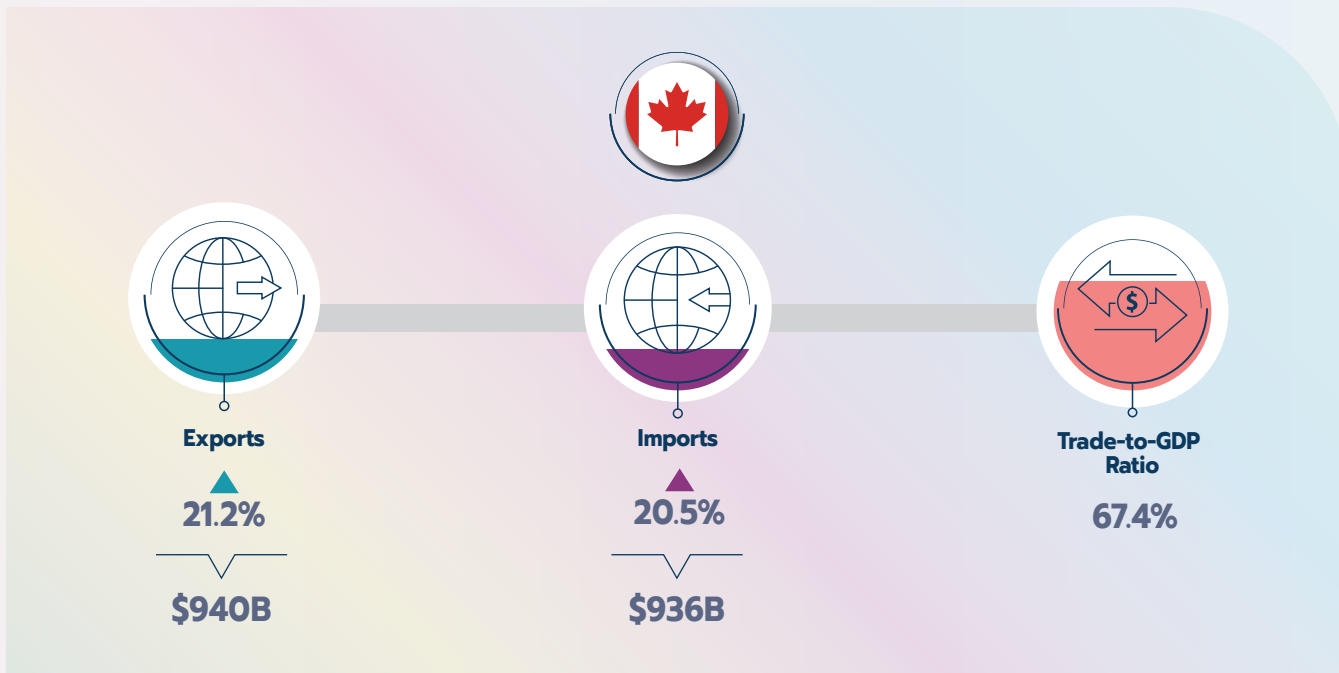 $
Exports
21.2%
$940B
Imports
20.5%
$936B
Trade-to-GDP
Ratio
67.4%